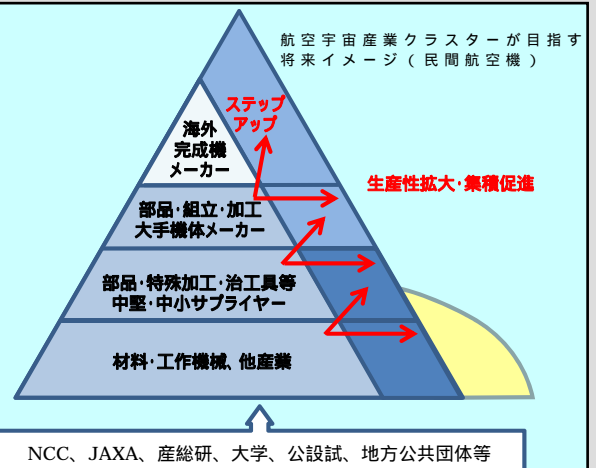 航空宇宙産業クラスターが目指す
将来イメージ(民間航空機)
ステップ
アップ
海外
完成機
メーカー
生産性拡大・集積促進
部品・組立・加工
大手機体メーカー
部品・特殊加工・治工具等
中堅・中小サプライヤー
材料・工作機械、他産業
NCC、JAXA、産総研、大学、公設試、地方公共団体等